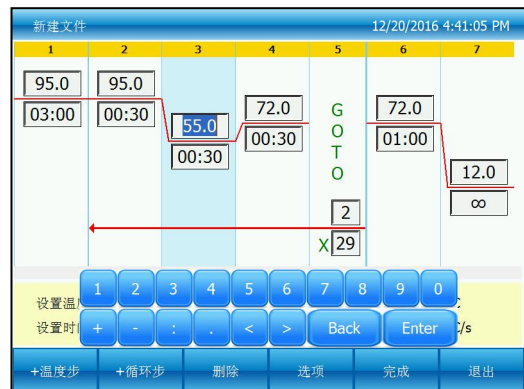 新建文件 12/20/2016 4:41:05 PM
1 2 3 4 5 6 7
95.0 95.0 55.0 72.0 72.0 12.0
03:00 00:30 00:30 00:30 01:00 ∞
GOTO
2
X 29
1 2 3 4 5 6 7 8 9 0
设置温
+ - : . < > Back Enter
设置时 /s
+温度步 +循环步 删除 选项 完成 退出